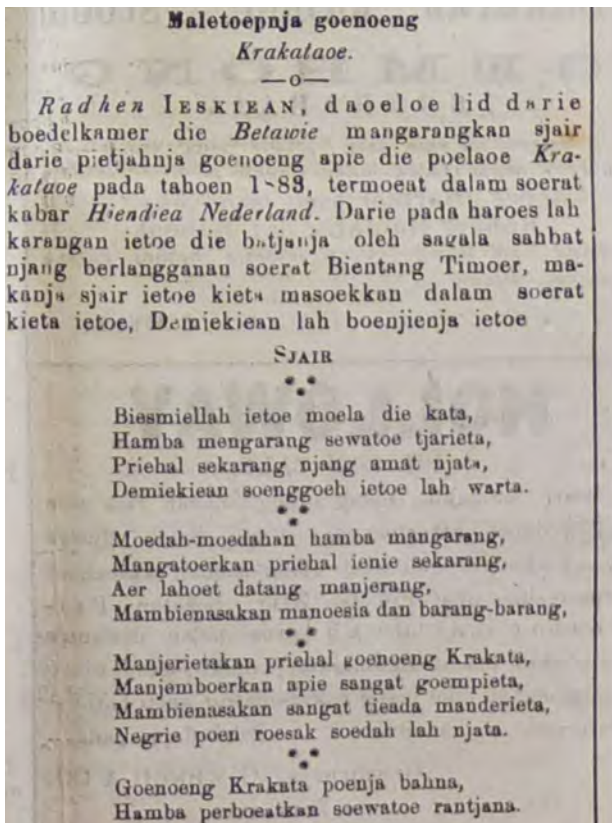 Maletoepnja goenoeng
Krakataoe.
—o—
Radhen IESKIEAN, daoeloe lid darie
boedelkamer die Betawie mangarangkan sjair
darie pietjahnja goenoeng apie die poelaoe Kra-
kataoe pada tahoen termoeat dalam soerat
kabar Hiendiea Nederland. Darie pada haroes lah
karangan ietoe die batjanja oleh sagala sahbat
njang berlangganan soerat Bientang Timoer, ma-
kanja sjair ietoe kieta masoekkan dalam soerat
kieta ietoe, Demiekiean lah boenjienja ietoe
SJAIR
Biesmiellah ietoe moela die kata,
Hamba mengarang sewatoe tjarieta,
Priehal sekarang njang amat njata,
Demiekiean soenggoeh ietoe lah warta.
Moedah-moedahan hamba mangarang,
Mangatoerkan priehal ienie sekarang,
Aer lahoet datang manjerang,
Mambienasakan manoesia dan barang-barang,
Manjerietakan priehal goenoeng Krakata,
Manjemboerkan apie sangat goempieta,
Mambienasakan sangat tieada manderieta,
Negrie poen roesak soedah lah njata.
Goenoeng Krakata poenja bahna,
Hamba perboeatkan soewatoe rantjana.